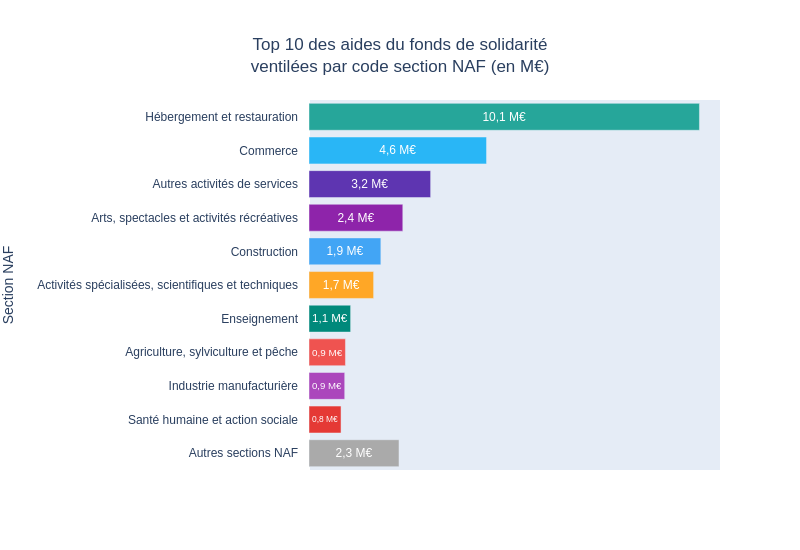 Top 10 des aides du fonds de solidarité
ventilées par code section NAF (en M€)
Section NAF
Hébergement et restauration 10,1 M€
Commerce 4,6 M€
Autres activités de services 3,2 M€
Arts, spectacles et activités récréatives 2,4 M€
Construction 1,9 M€
Activités spécialisées, scientifiques et techniques 1,7 M€
Enseignement 1,1 M€
Agriculture, sylviculture et pêche 0,9 M€
Industrie manufacturière 0,9 M€
Santé humaine et action sociale 0,8 M€
Autres sections NAF 2,3 M€